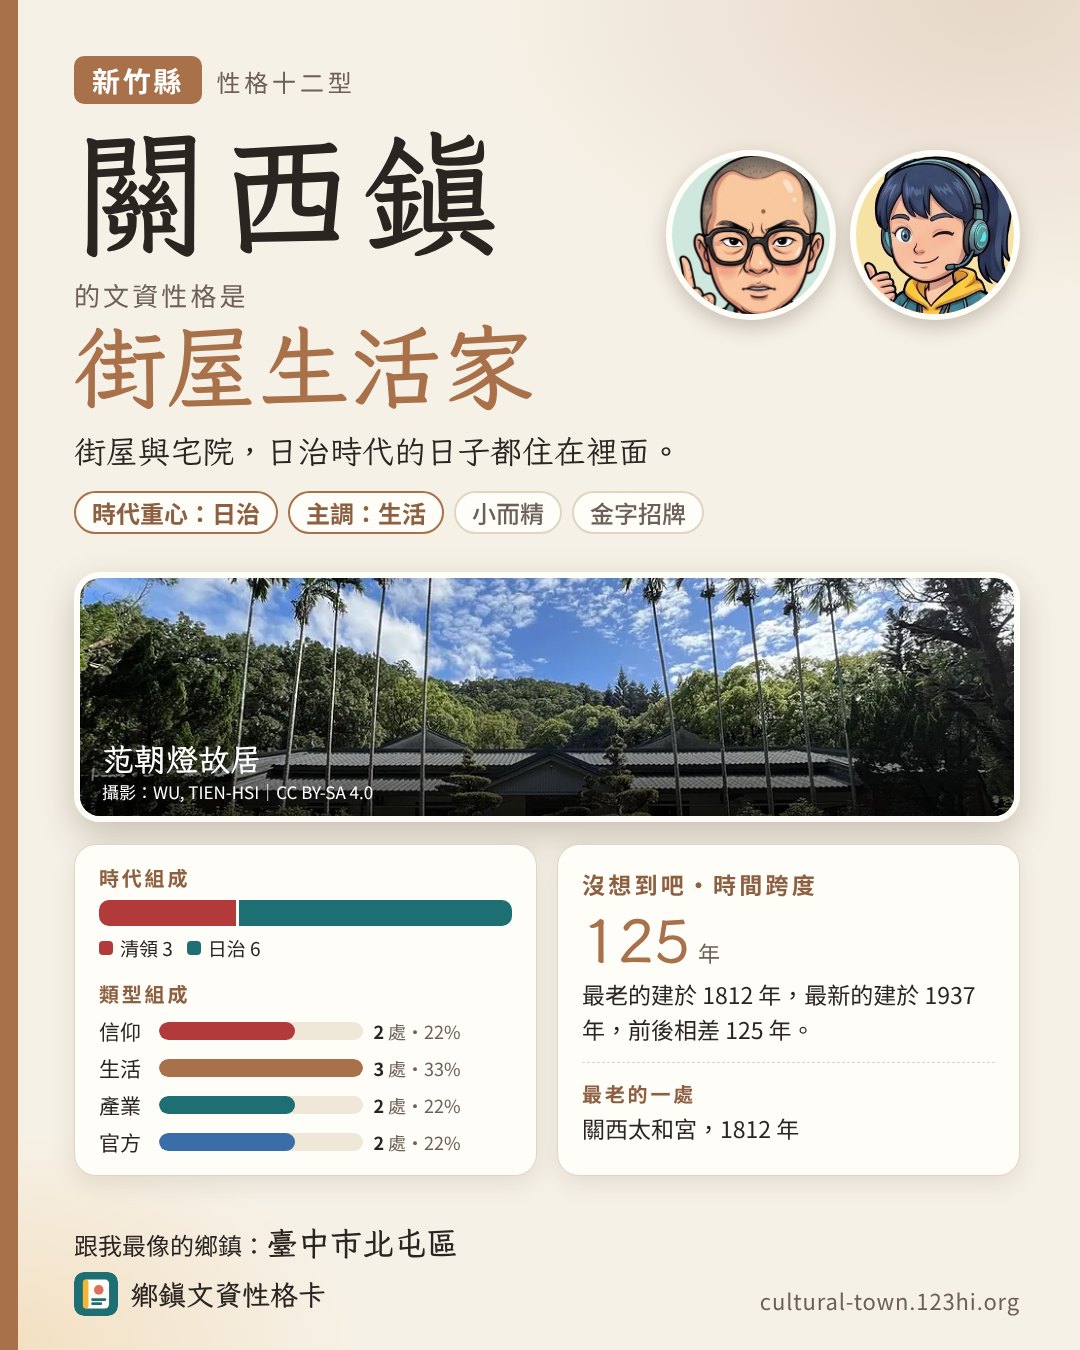 新竹縣 性格十二型
關西鎮
的文資性格是
街屋生活家
街屋與宅院，日治時代的日子都住在裡面。
時代重心：日治 主調：生活 小而精 金字招牌
范朝燈故居
攝影：WU, TIEN-HSI｜CC BY-SA 4.0
時代組成
清領 3 日治 6
類型組成
信仰 2 處・22%
生活 3 處・33%
產業 2 處・22%
官方 2 處・22%
沒想到吧・時間跨度
125 年
最老的建於 1812 年，最新的建於 1937
年，前後相差 125 年。
最老的一處
關西太和宮，1812 年
跟我最像的鄉鎮：臺中市北屯區
鄉鎮文資性格卡
cultural-town.123hi.org